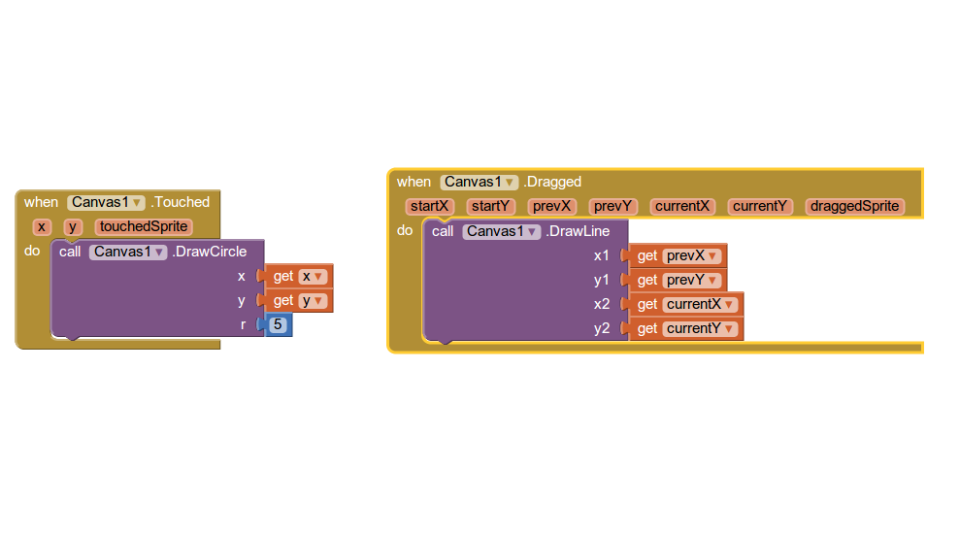 when Canvas1 .Touched
x y touchedSprite
do call Canvas1 .DrawCircle
x get x
y get y
r 5
when Canvas1 .Dragged
startX startY prevX prevY currentX currentY draggedSprite
do call Canvas1 .DrawLine
x1 get prevX
y1 get prevY
x2 get currentX
y2 get currentY